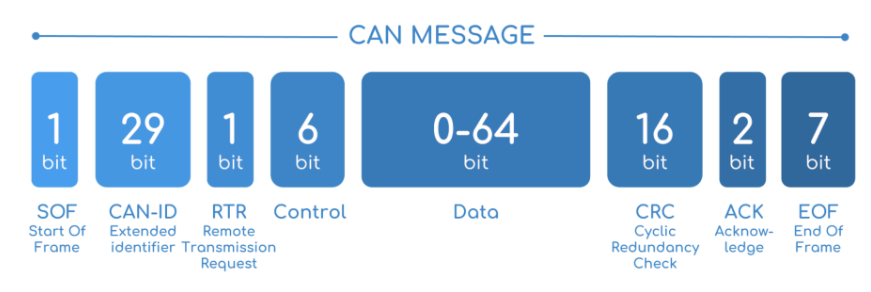 CAN MESSAGE
1
bit
29
bit
1
bit
6
bit
0-64
bit
16
bit
2
bit
7
bit
SOF
Start Of
Frame
CAN-ID
Extended
identifier
RTR
Remote
Transmission
Request
Control
Data
CRC
Cyclic
Redundancy
Check
ACK
Acknow-
ledge
EOF
End Of
Frame